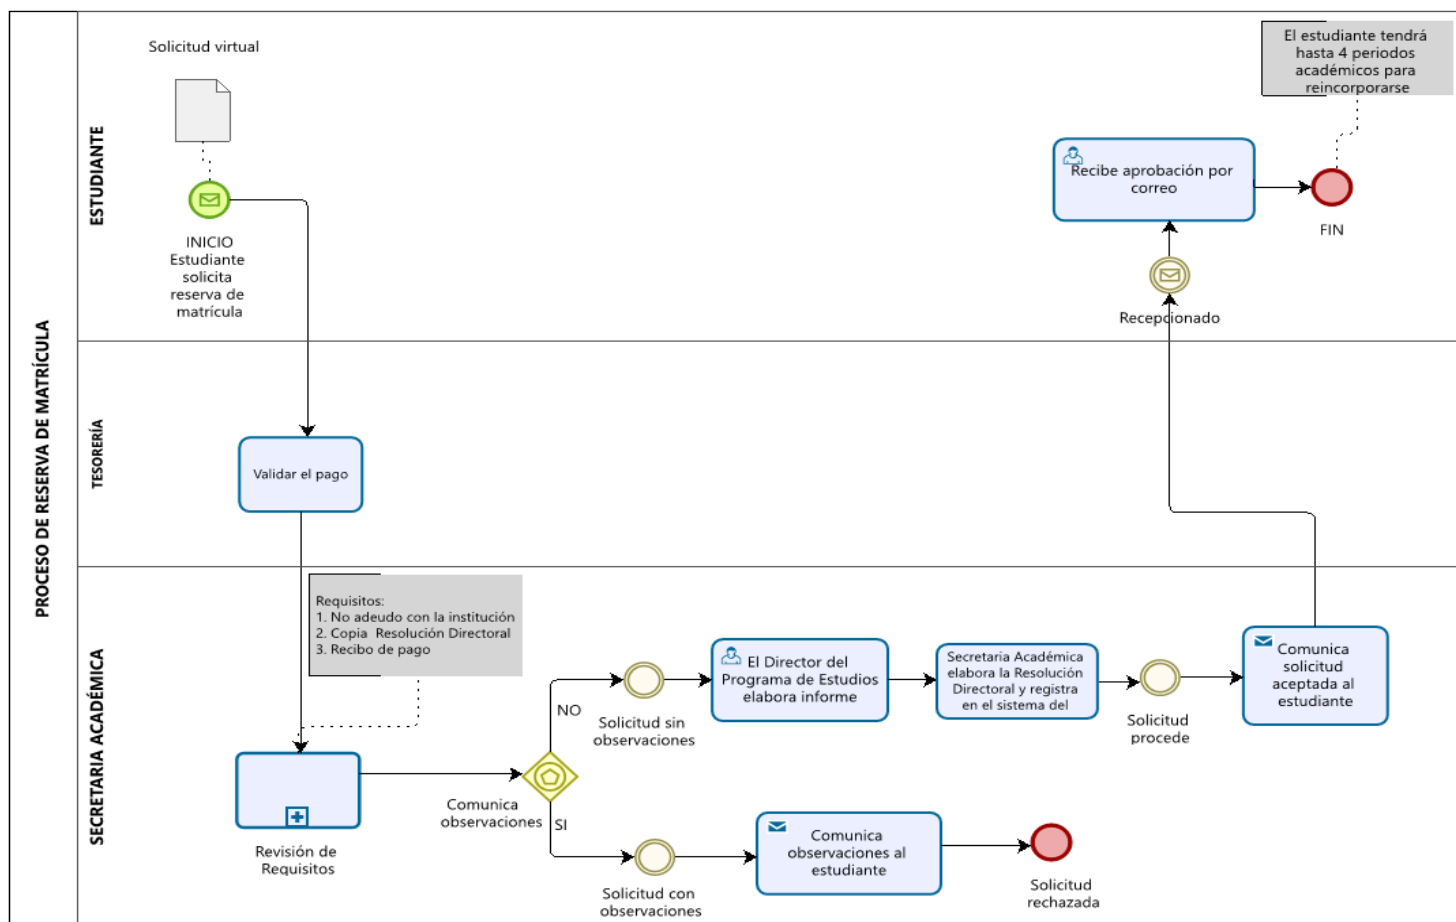 PROCESO DE RESERVA DE MATRÍCULA
ESTUDIANTE
Solicitud virtual
INICIO
Estudiante
solicita
reserva de
matrícula
El estudiante tendrá
hasta 4 periodos
académicos para
reincorporarse
Recibe aprobación por
correo
FIN
Recepcionado
TESORERÍA
Validar el pago
SECRETARIA ACADÉMICA
Requisitos:
1. No adeudo con la institución
2. Copia Resolución Directoral
3. Recibo de pago
Revisión de
Requisitos
Comunica
observaciones
NO
Solicitud sin
observaciones
El Director del
Programa de Estudios
elabora informe
Secretaria Académica
elabora la Resolución
Directoral y registra
en el sistema del
Solicitud
procede
Comunica
solicitud
aceptada al
estudiante
SI
Solicitud con
observaciones
Comunica
observaciones al
estudiante
Solicitud
rechazada